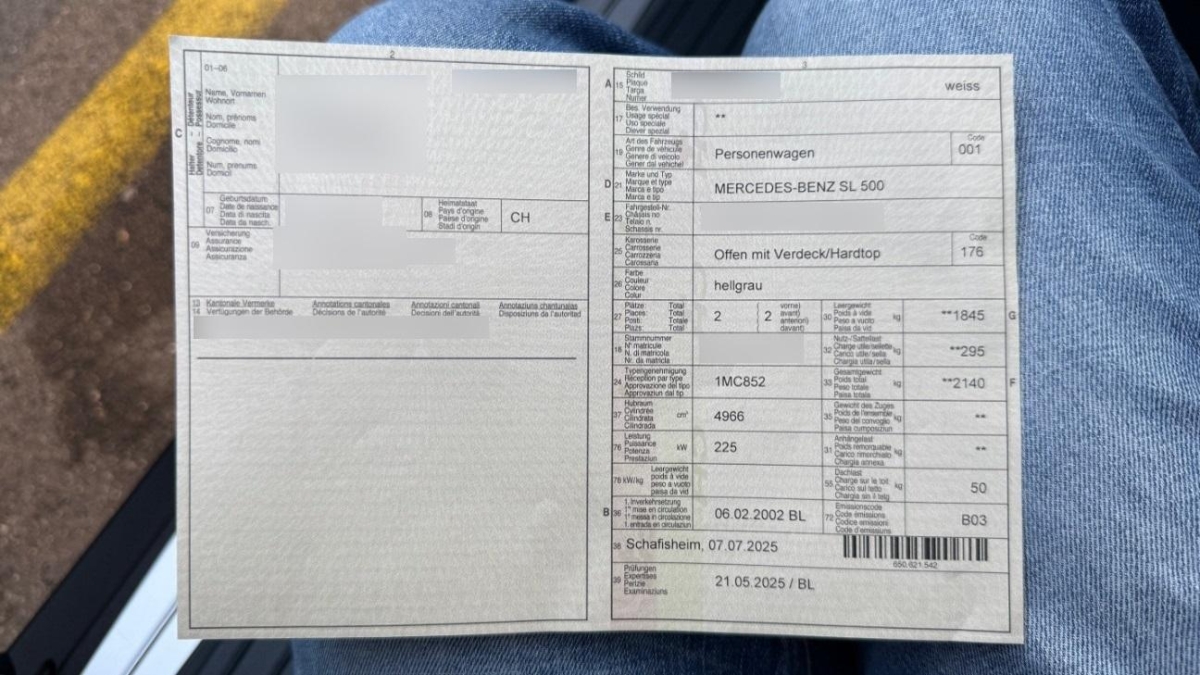 2
01–06
C
Halter – Détenteur
Detentore – Possessur
Name, Vornamen
Wohnort
Nom, prénoms
Domicile
Cognome, nomi
Domicilio
Num, prenums
Domicil
07
Geburtsdatum
Date de naissance
Data di nascita
Data da nasch.
08
Heimatstaat
Pays d'origine
Paese d'origine
Stadi d'origin
CH
09
Versicherung
Assurance
Assicurazione
Assicuranza
13
14
Kantonale Vermerke
Verfügungen der Behörde
Annotations cantonales
Décisions de l'autorité
Annotazioni cantonali
Decisioni dell'autorità
Annotaziuns chantunalas
Disposiziuns da l'autoritad
3
A 15
Schild
Plaque
Targa
Numer
weiss
17
Bes. Verwendung
Usage spécial
Uso speciale
Diever spezial
**
19
Art des Fahrzeugs
Genre de véhicule
Genere di veicolo
Gener dal vehichel
Personenwagen
Code
001
D 21
Marke und Typ
Marque et type
Marca e tipo
Marca e tip
MERCEDES-BENZ SL 500
E 23
Fahrgestell-Nr.
Châssis no
Telaio n.
Schassis nr.
25
Karosserie
Carrosserie
Carrozzeria
Carossaria
Offen mit Verdeck/Hardtop
Code
176
26
Farbe
Couleur
Colore
Colur
hellgrau
27
Plätze Total
Places: Total
Posti: Totale
Plazs: Total
2
2
vorne)
avant)
anteriori)
davant)
30
Leergewicht
Poids à vide
Peso a vuoto
Paisa da vid
kg
**1845
G
18
Stammnummer
N° matricule
N. di matricola
Nr. da matricla
32
Nutz-/Sattellast
Charge utile/sellette
Carico utile/sella
Chargia utila/sella
kg
**295
24
Typengenehmigung
Réception par type
Approvazione del tipo
Approvaziun dal tip
1MC852
33
Gesamtgewicht
Poids total
Peso totale
Paisa totala
kg
**2140
F
37
Hubraum
Cylindrée
Cilindrata
Cilindrada
cm³
4966
35
Gewicht des Zuges
Poids de l'ensemble
Peso del convoglio
Paisa cumposiziun
kg
**
76
Leistung
Puissance
Potenza
Prestaziun
kW
225
31
Anhängelast
Poids remorquable
Carico rimorchiato
Chargia annexa
kg
**
78 kW/kg
Leergewicht
poids à vide
peso a vuoto
paisa da vid
55
Dachlast
Charge sur le toit
Carico sul tetto
Chargia sin il tetg
kg
50
B 36
1. Inverkehrsetzung
1re mise en circulation
1a messa in circolazione
1. entrada en circulaziun
06.02.2002 BL
72
Emissionscode
Code émissions
Codice emissioni
Code d'emissiuns
B03
38
Schafisheim, 07.07.2025
650.621.542
39
Prüfungen
Expertises
Perizie
Examinaziuns
21.05.2025 / BL